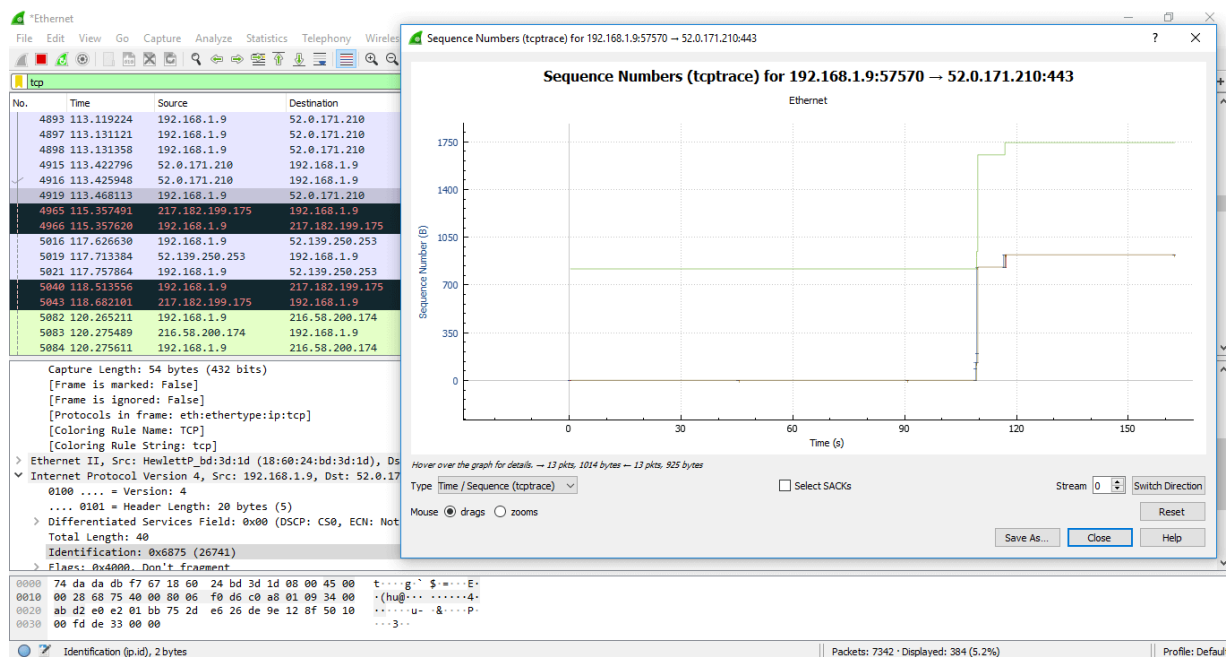 *Ethernet
File Edit View Go Capture Analyze Statistics Telephony Wireles
tcp
No. Time Source Destination
4893 113.119224 192.168.1.9 52.0.171.210
4897 113.131121 192.168.1.9 52.0.171.210
4898 113.131358 192.168.1.9 52.0.171.210
4915 113.422796 52.0.171.210 192.168.1.9
4916 113.425948 52.0.171.210 192.168.1.9
4919 113.468113 192.168.1.9 52.0.171.210
4965 115.357491 217.182.199.175 192.168.1.9
4966 115.357620 192.168.1.9 217.182.199.175
5016 117.626630 192.168.1.9 52.139.250.253
5019 117.713384 52.139.250.253 192.168.1.9
5021 117.757864 192.168.1.9 52.139.250.253
5040 118.513556 192.168.1.9 217.182.199.175
5043 118.682101 217.182.199.175 192.168.1.9
5082 120.265211 192.168.1.9 216.58.200.174
5083 120.275489 216.58.200.174 192.168.1.9
5084 120.275611 192.168.1.9 216.58.200.174
Capture Length: 54 bytes (432 bits)
[Frame is marked: False]
[Frame is ignored: False]
[Protocols in frame: eth:ethertype:ip:tcp]
[Coloring Rule Name: TCP]
[Coloring Rule String: tcp]
Ethernet II, Src: HewlettP_bd:3d:1d (18:60:24:bd:3d:1d), Ds
Internet Protocol Version 4, Src: 192.168.1.9, Dst: 52.0.17
0100 .... = Version: 4
.... 0101 = Header Length: 20 bytes (5)
Differentiated Services Field: 0x00 (DSCP: CS0, ECN: Not
Total Length: 40
Identification: 0x6875 (26741)
Flags: 0x4000, Don't fragment
0000 74 da da db f7 67 18 60 24 bd 3d 1d 08 00 45 00 t····g·` $·=···E·
0010 00 28 68 75 40 00 80 06 f0 d6 c0 a8 01 09 34 00 ·(hu@··· ······4·
0020 ab d2 e0 e2 01 bb 75 2d e6 26 de 9e 12 8f 50 10 ······u- ·&····P·
0030 00 fd de 33 00 00 ···3··
Identification (ip.id), 2 bytes
Packets: 7342 · Displayed: 384 (5.2%)
Profile: Defaul
Sequence Numbers (tcptrace) for 192.168.1.9:57570 → 52.0.171.210:443
? X
Sequence Numbers (tcptrace) for 192.168.1.9:57570 → 52.0.171.210:443
Ethernet
Sequence Number (B)
1750
1400
1050
700
350
0
0 30 60 90 120 150
Time (s)
Hover over the graph for details. → 13 pkts, 1014 bytes ← 13 pkts, 925 bytes
Type Time / Sequence (tcptrace) Select SACKs Stream 0 Switch Direction
Mouse drags zooms Reset
Save As... Close Help